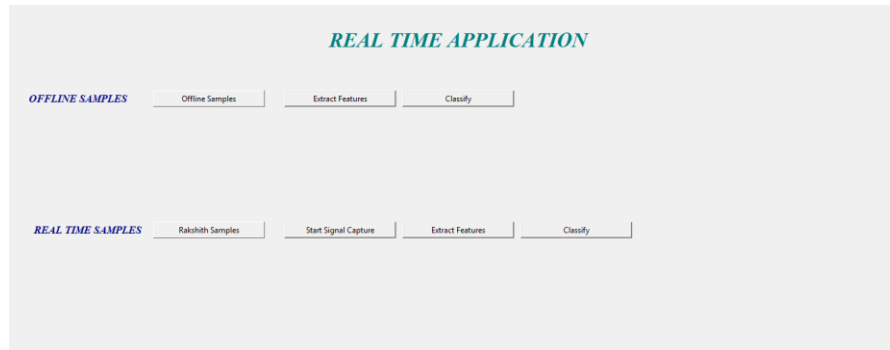 REAL TIME APPLICATION
OFFLINE SAMPLES Offline Samples Extract Features Classify
REAL TIME SAMPLES Rakshith Samples Start Signal Capture Extract Features Classify